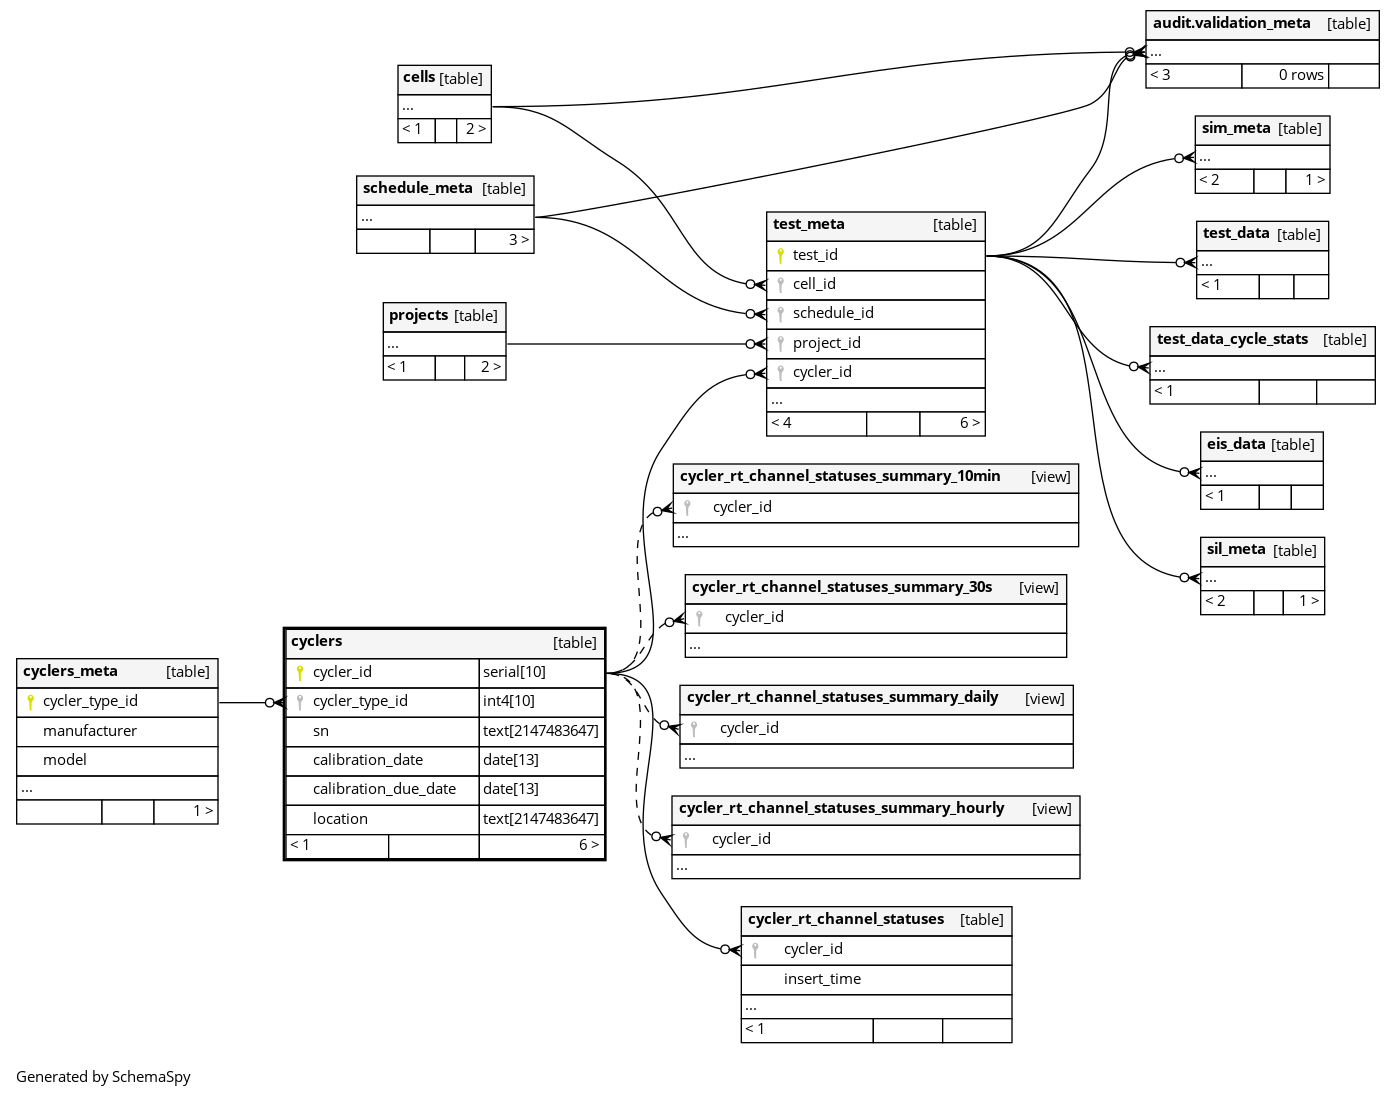 audit.validation_meta [table]
...
< 3 0 rows
cells [table]
...
< 1 2 >
sim_meta [table]
...
< 2 1 >
schedule_meta [table]
...
3 >
test_meta [table]
test_id
cell_id
schedule_id
project_id
cycler_id
...
< 4 6 >
test_data [table]
...
< 1
projects [table]
...
< 1 2 >
test_data_cycle_stats [table]
...
< 1
eis_data [table]
...
< 1
cycler_rt_channel_statuses_summary_10min [view]
cycler_id
...
sil_meta [table]
...
< 2 1 >
cycler_rt_channel_statuses_summary_30s [view]
cycler_id
...
cyclers_meta [table]
cycler_type_id
manufacturer
model
...
1 >
cyclers [table]
cycler_id serial[10]
cycler_type_id int4[10]
sn text[2147483647]
calibration_date date[13]
calibration_due_date date[13]
location text[2147483647]
< 1 6 >
cycler_rt_channel_statuses_summary_daily [view]
cycler_id
...
cycler_rt_channel_statuses_summary_hourly [view]
cycler_id
...
cycler_rt_channel_statuses [table]
cycler_id
insert_time
...
< 1
Generated by SchemaSpy